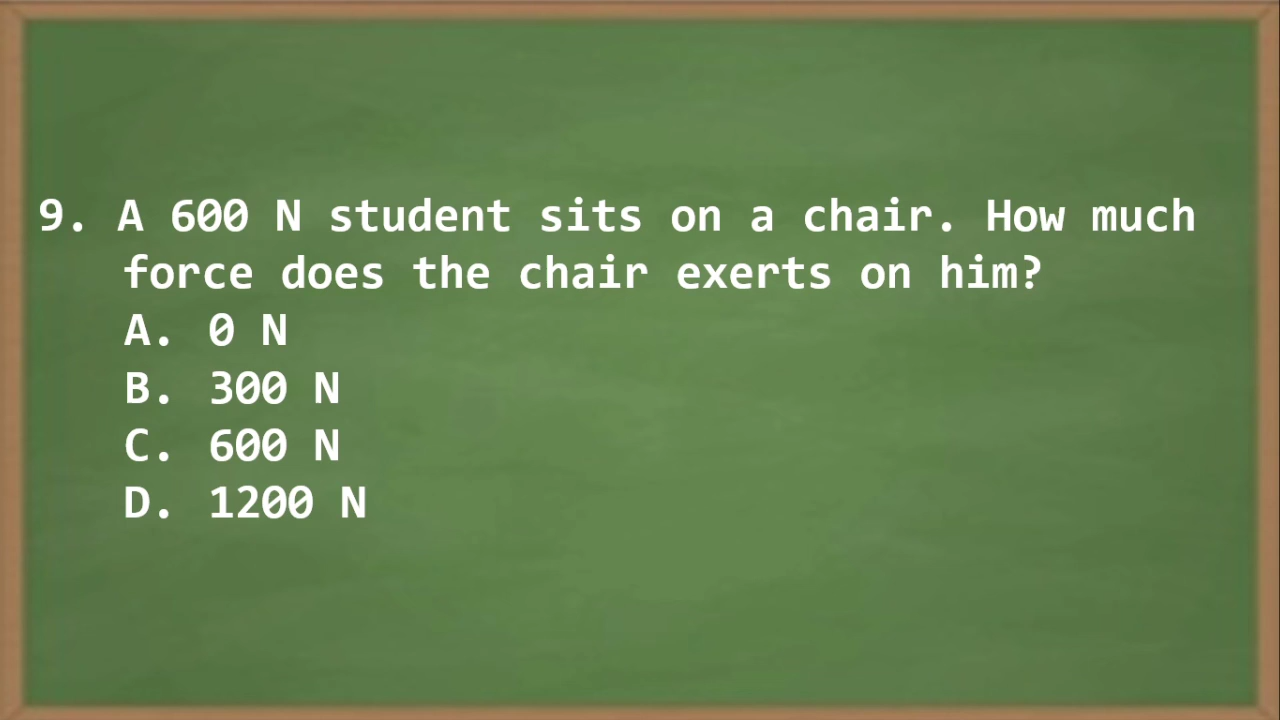 9. A 600 N student sits on a chair. How much
force does the chair exerts on him?
A. 0 N
B. 300 N
C. 600 N
D. 1200 N